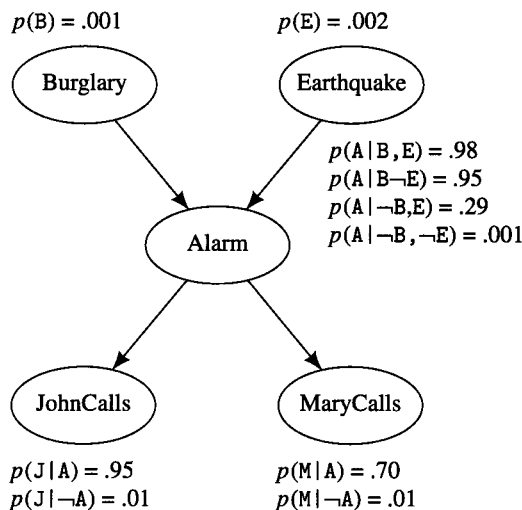 p(B) = .001
p(E) = .002
Burglary
Earthquake
p(A|B,E) = .98
p(A|B¬E) = .95
p(A|¬B,E) = .29
p(A|¬B,¬E) = .001
Alarm
JohnCalls
MaryCalls
p(J|A) = .95
p(M|A) = .70
p(J|¬A) = .01
p(M|¬A) = .01